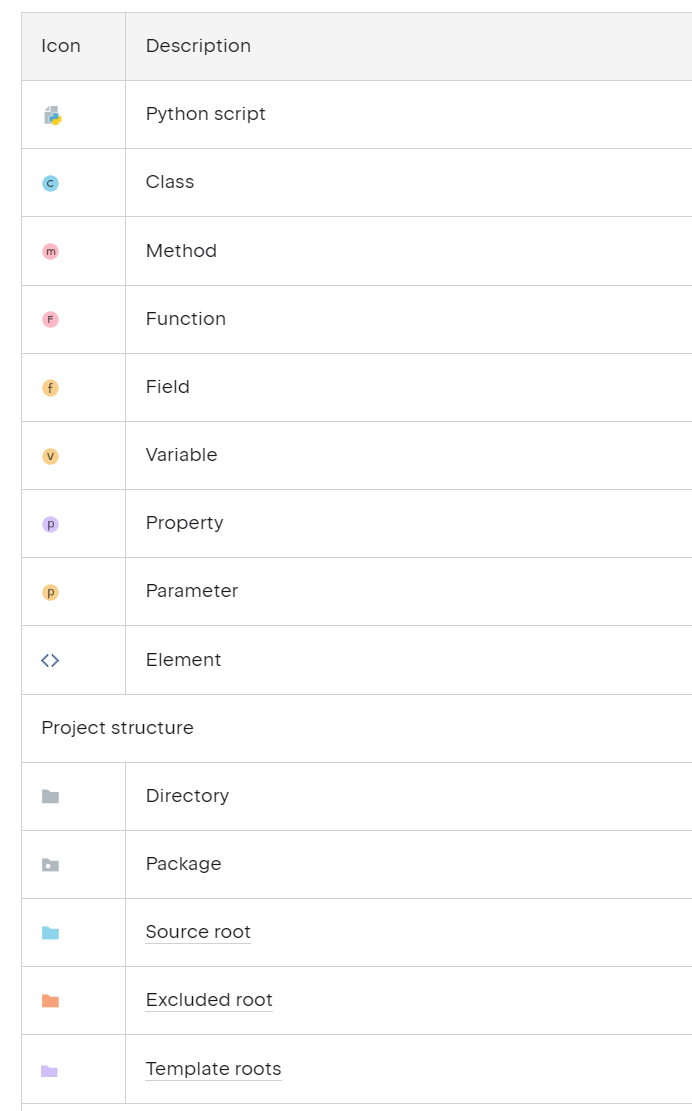 Icon Description
Python script
C Class
m Method
F Function
f Field
v Variable
p Property
p Parameter
<> Element
Project structure
Directory
Package
Source root
Excluded root
Template roots